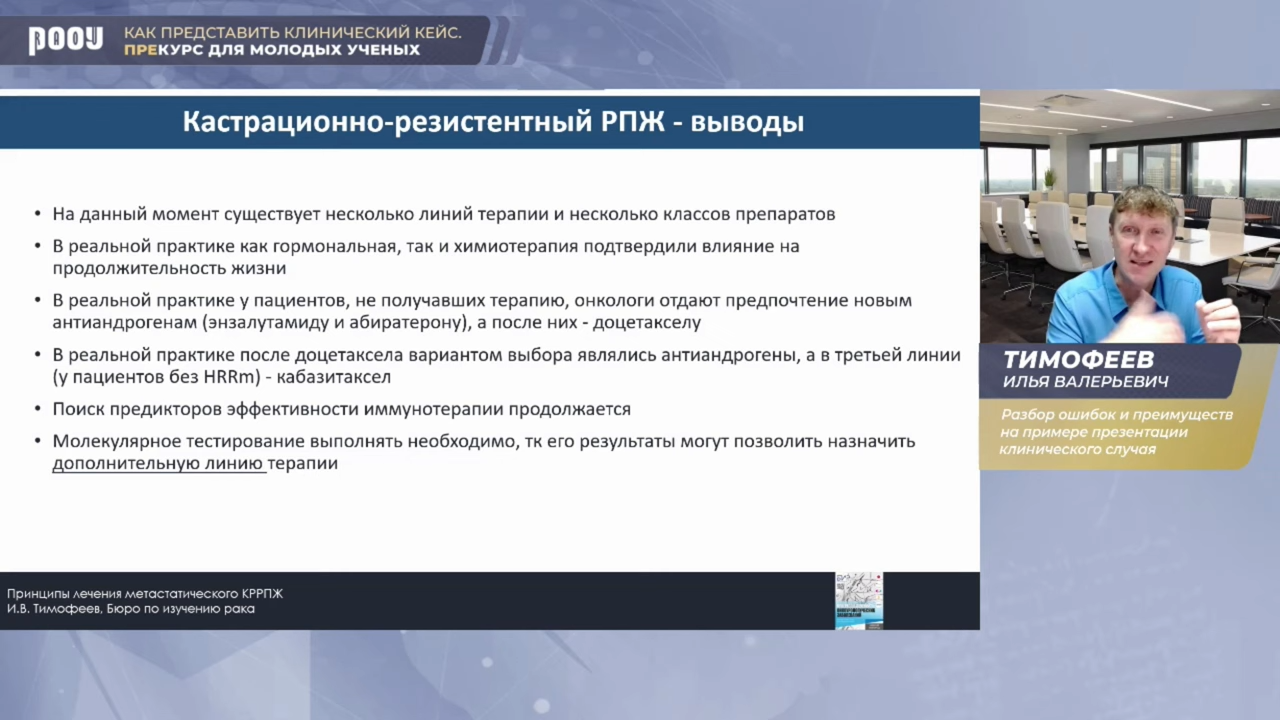 РООУ
КАК ПРЕДСТАВИТЬ КЛИНИЧЕСКИЙ КЕЙС.
ПРЕКУРС ДЛЯ МОЛОДЫХ УЧЕНЫХ
Кастрационно-резистентный РПЖ - выводы
• На данный момент существует несколько линий терапии и несколько классов препаратов
• В реальной практике как гормональная, так и химиотерапия подтвердили влияние на
продолжительность жизни
• В реальной практике у пациентов, не получавших терапию, онкологи отдают предпочтение новым
антиандрогенам (энзалутамиду и абиратерону), а после них - доцетакселу
• В реальной практике после доцетаксела вариантом выбора являлись антиандрогены, а в третьей линии
(у пациентов без HRRm) - кабазитаксел
• Поиск предикторов эффективности иммунотерапии продолжается
• Молекулярное тестирование выполнять необходимо, тк его результаты могут позволить назначить
дополнительную линию терапии
ТИМОФЕЕВ
ИЛЬЯ ВАЛЕРЬЕВИЧ
Разбор ошибок и преимуществ
на примере презентации
клинического случая
Принципы лечения метастатического КРРПЖ
И.В. Тимофеев, Бюро по изучению рака